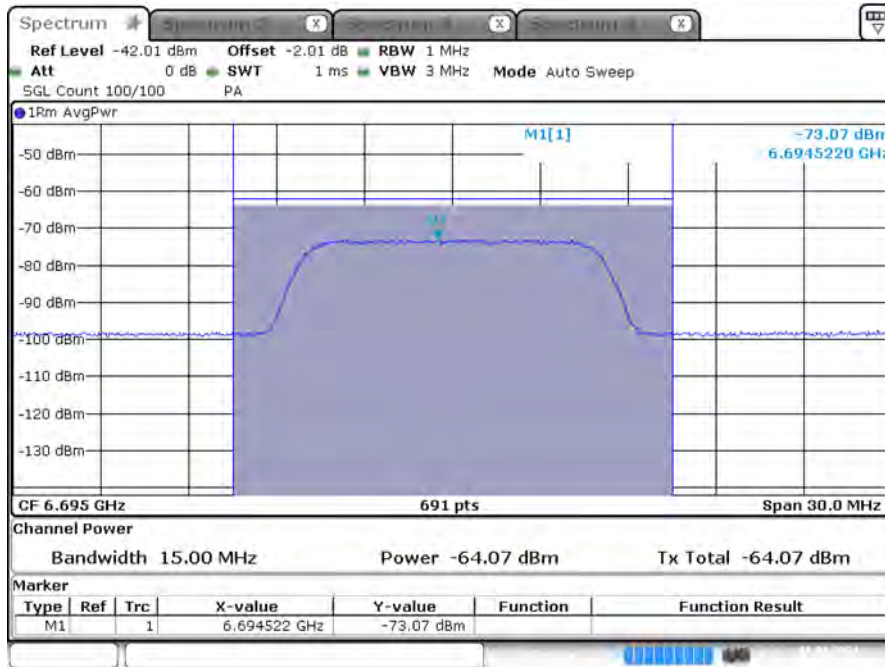 Spectrum X X X
Ref Level -42.01 dBm Offset -2.01 dB RBW 1 MHz
Att 0 dB SWT 1 ms VBW 3 MHz Mode Auto Sweep
SGL Count 100/100 PA
1Rm AvgPwr
M1[1] -73.07 dBm
6.6945220 GHz
-50 dBm
-60 dBm
-70 dBm
-80 dBm
-90 dBm
-100 dBm
-110 dBm
-120 dBm
-130 dBm
CF 6.695 GHz 691 pts Span 30.0 MHz
Channel Power
Bandwidth 15.00 MHz Power -64.07 dBm Tx Total -64.07 dBm
Marker
Type Ref Trc X-value Y-value Function Function Result
M1 1 6.694522 GHz -73.07 dBm